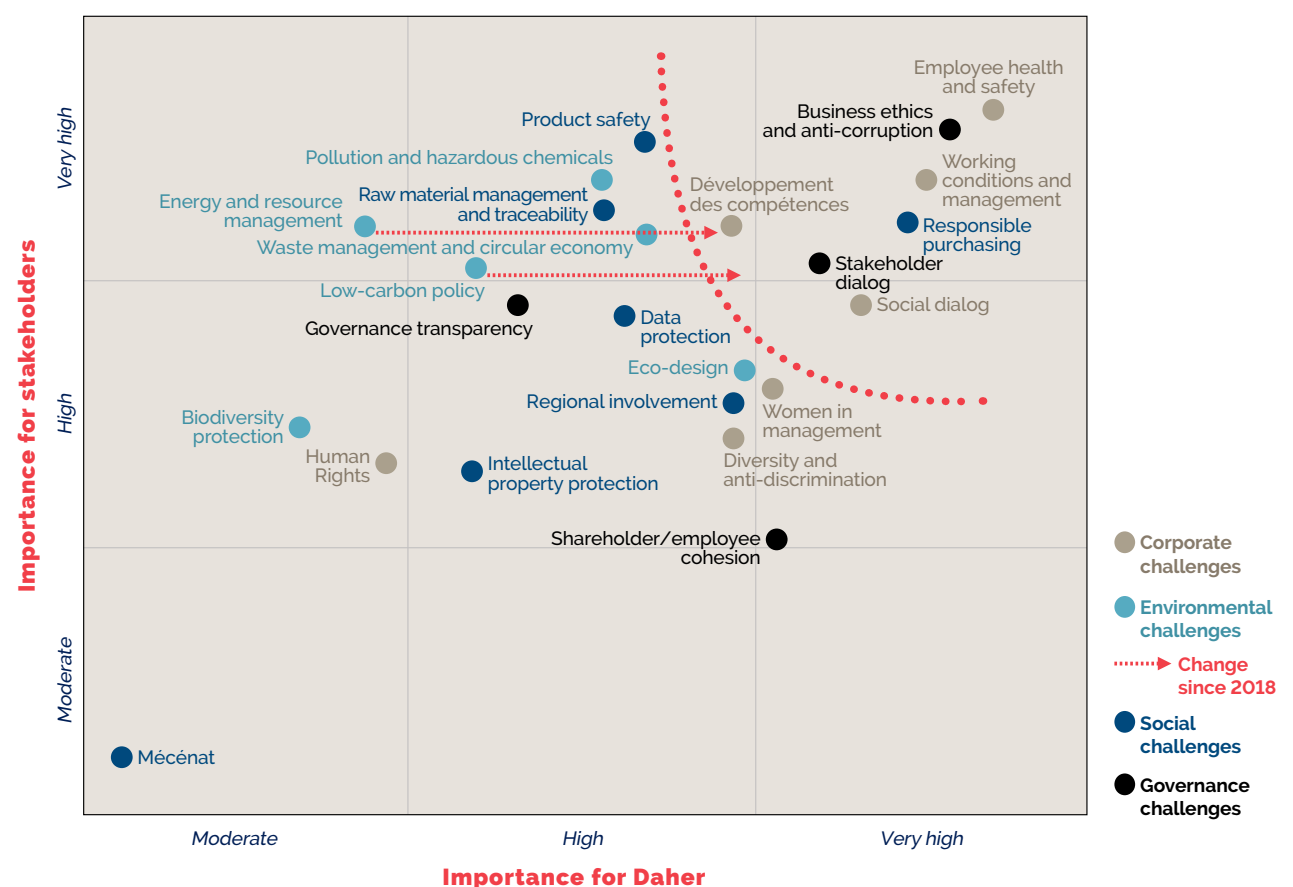 Importance for stakeholders
Very high
High
Moderate
Employee health
and safety
Business ethics
and anti-corruption
Product safety
Pollution and hazardous chemicals
Working
conditions and
management
Développement
des compétences
Raw material management
and traceability
Energy and resource
management
Responsible
purchasing
Waste management and circular economy
Stakeholder
dialog
Low-carbon policy
Social dialog
Governance transparency
Data
protection
Eco-design
Regional involvement
Women in
management
Biodiversity
protection
Human
Rights
Intellectual
property protection
Diversity and
anti-discrimination
Shareholder/employee
cohesion
Mécénat
Corporate
challenges
Environmental
challenges
Change
since 2018
Social
challenges
Governance
challenges
Moderate
High
Very high
Importance for Daher